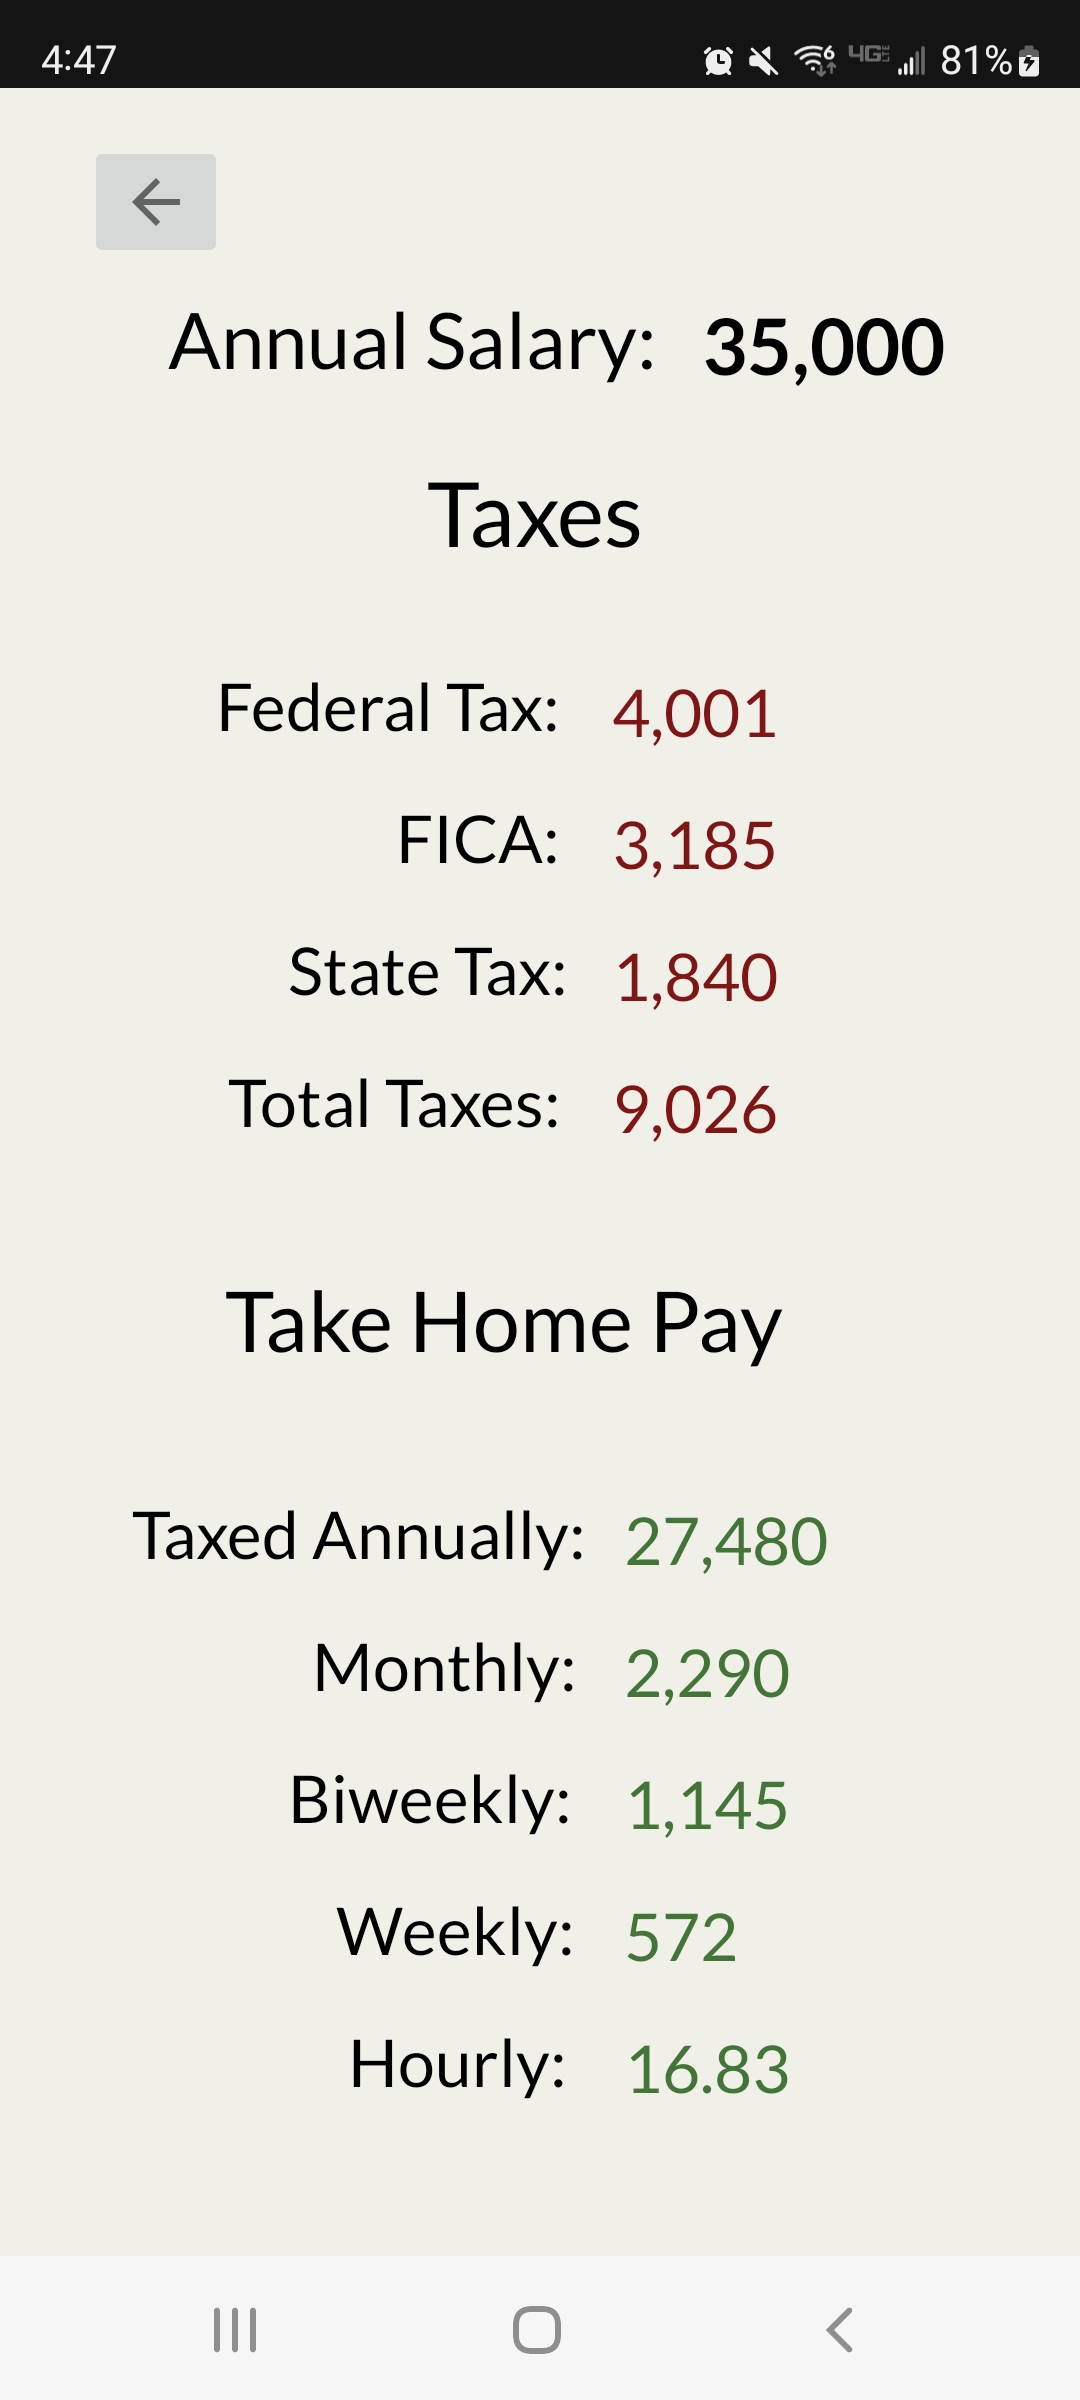 4:47 6 4G LTE 81%
Annual Salary: 35,000
Taxes
Federal Tax: 4,001
FICA: 3,185
State Tax: 1,840
Total Taxes: 9,026
Take Home Pay
Taxed Annually: 27,480
Monthly: 2,290
Biweekly: 1,145
Weekly: 572
Hourly: 16.83